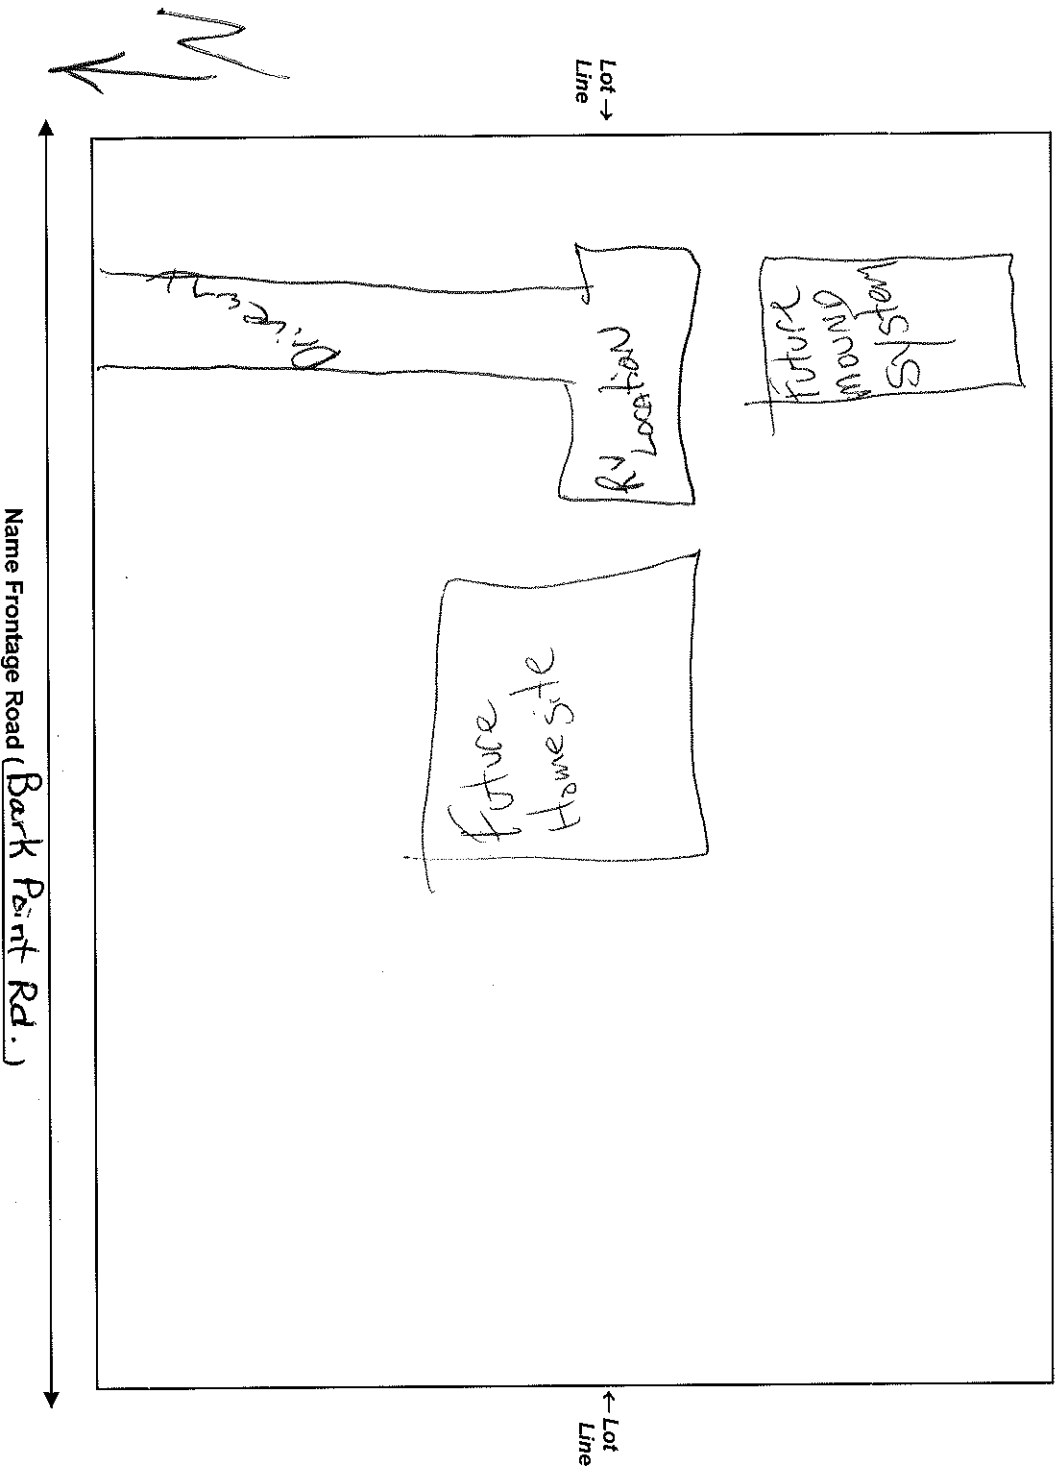 Future
Mound
System
RV
Location
Lot →
Line
← Lot
Line
Future
Home site
Driveway
N
Name Frontage Road (Bark Point Rd.)